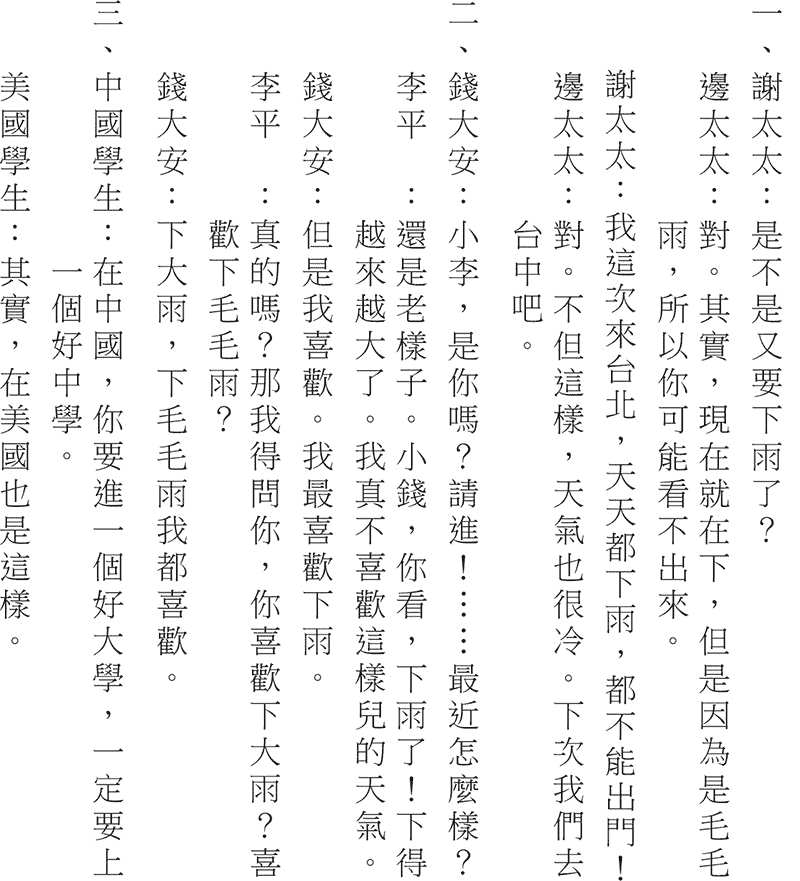 一、謝太太：是不是又要下雨了？
邊太太：對。其實，現在就在下，但是因為是毛毛
雨，所以你可能看不出來。
謝太太：我這次來台北，天天都下雨，都不能出門！
邊太太：對。不但這樣，天氣也很冷。下次我們去
台中吧。
二、錢大安：小李，是你嗎？請進！……最近怎麼樣？
李平　：還是老樣子。小錢，你看，下雨了！下得
越來越大了。我真不喜歡這樣兒的天氣。
錢大安：但是我喜歡。我最喜歡下雨。
李平　：真的嗎？那我得問你，你喜歡下大雨？喜
歡下毛毛雨？
錢大安：下大雨，下毛毛雨我都喜歡。
三、中國學生：在中國，你要進一個好大學，一定要上
一個好中學。
美國學生：其實，在美國也是這樣。